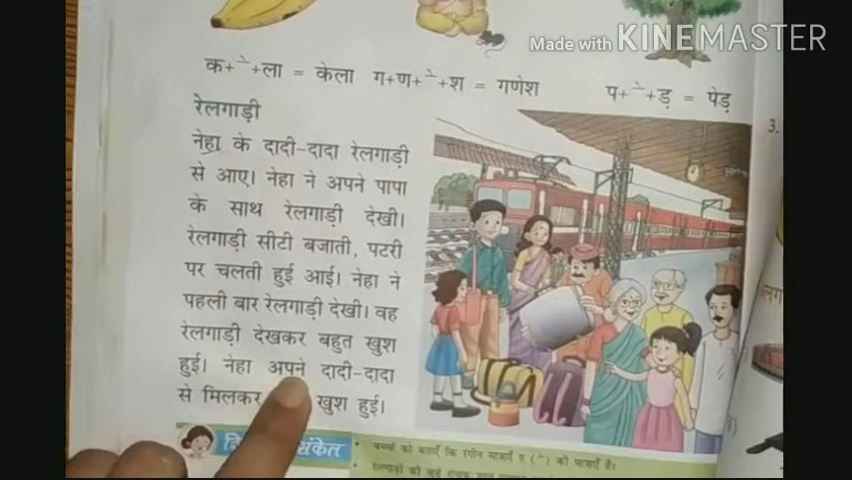 Made with KINEMASTER
क+े+ला = केला ग+ण+े+श = गणेश प+े+ड़ = पेड़
3.
रेलगाड़ी
नेहा के दादी-दादा रेलगाड़ी
से आए। नेहा ने अपने पापा
के साथ रेलगाड़ी देखी।
रेलगाड़ी सीटी बजाती, पटरी
पर चलती हुई आई। नेहा ने
पहली बार रेलगाड़ी देखी। वह
रेलगाड़ी देखकर बहुत खुश
हुई। नेहा अपने दादी-दादा
से मिलकर खुश हुई।
संकेत
• बच्चों को बताएँ कि रंगीन मात्राएँ ए (े) की मात्राएँ हैं।